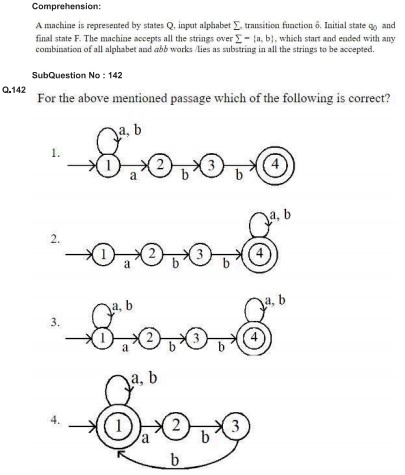 Comprehension:
A machine is represented by states Q, input alphabet ∑, transition function δ. Initial state q₀ and
final state F. The machine accepts all the strings over ∑ = {a, b}, which start and ended with any
combination of all alphabet and abb works /lies as substring in all the strings to be accepted.
SubQuestion No : 142
Q.142 For the above mentioned passage which of the following is correct?
a, b
1. 1 2 3 4
a b b
a, b
2. 1 2 3 4
a b b
a, b a, b
3. 1 2 3 4
a b b
a, b
4. 1 2 3
a b
b